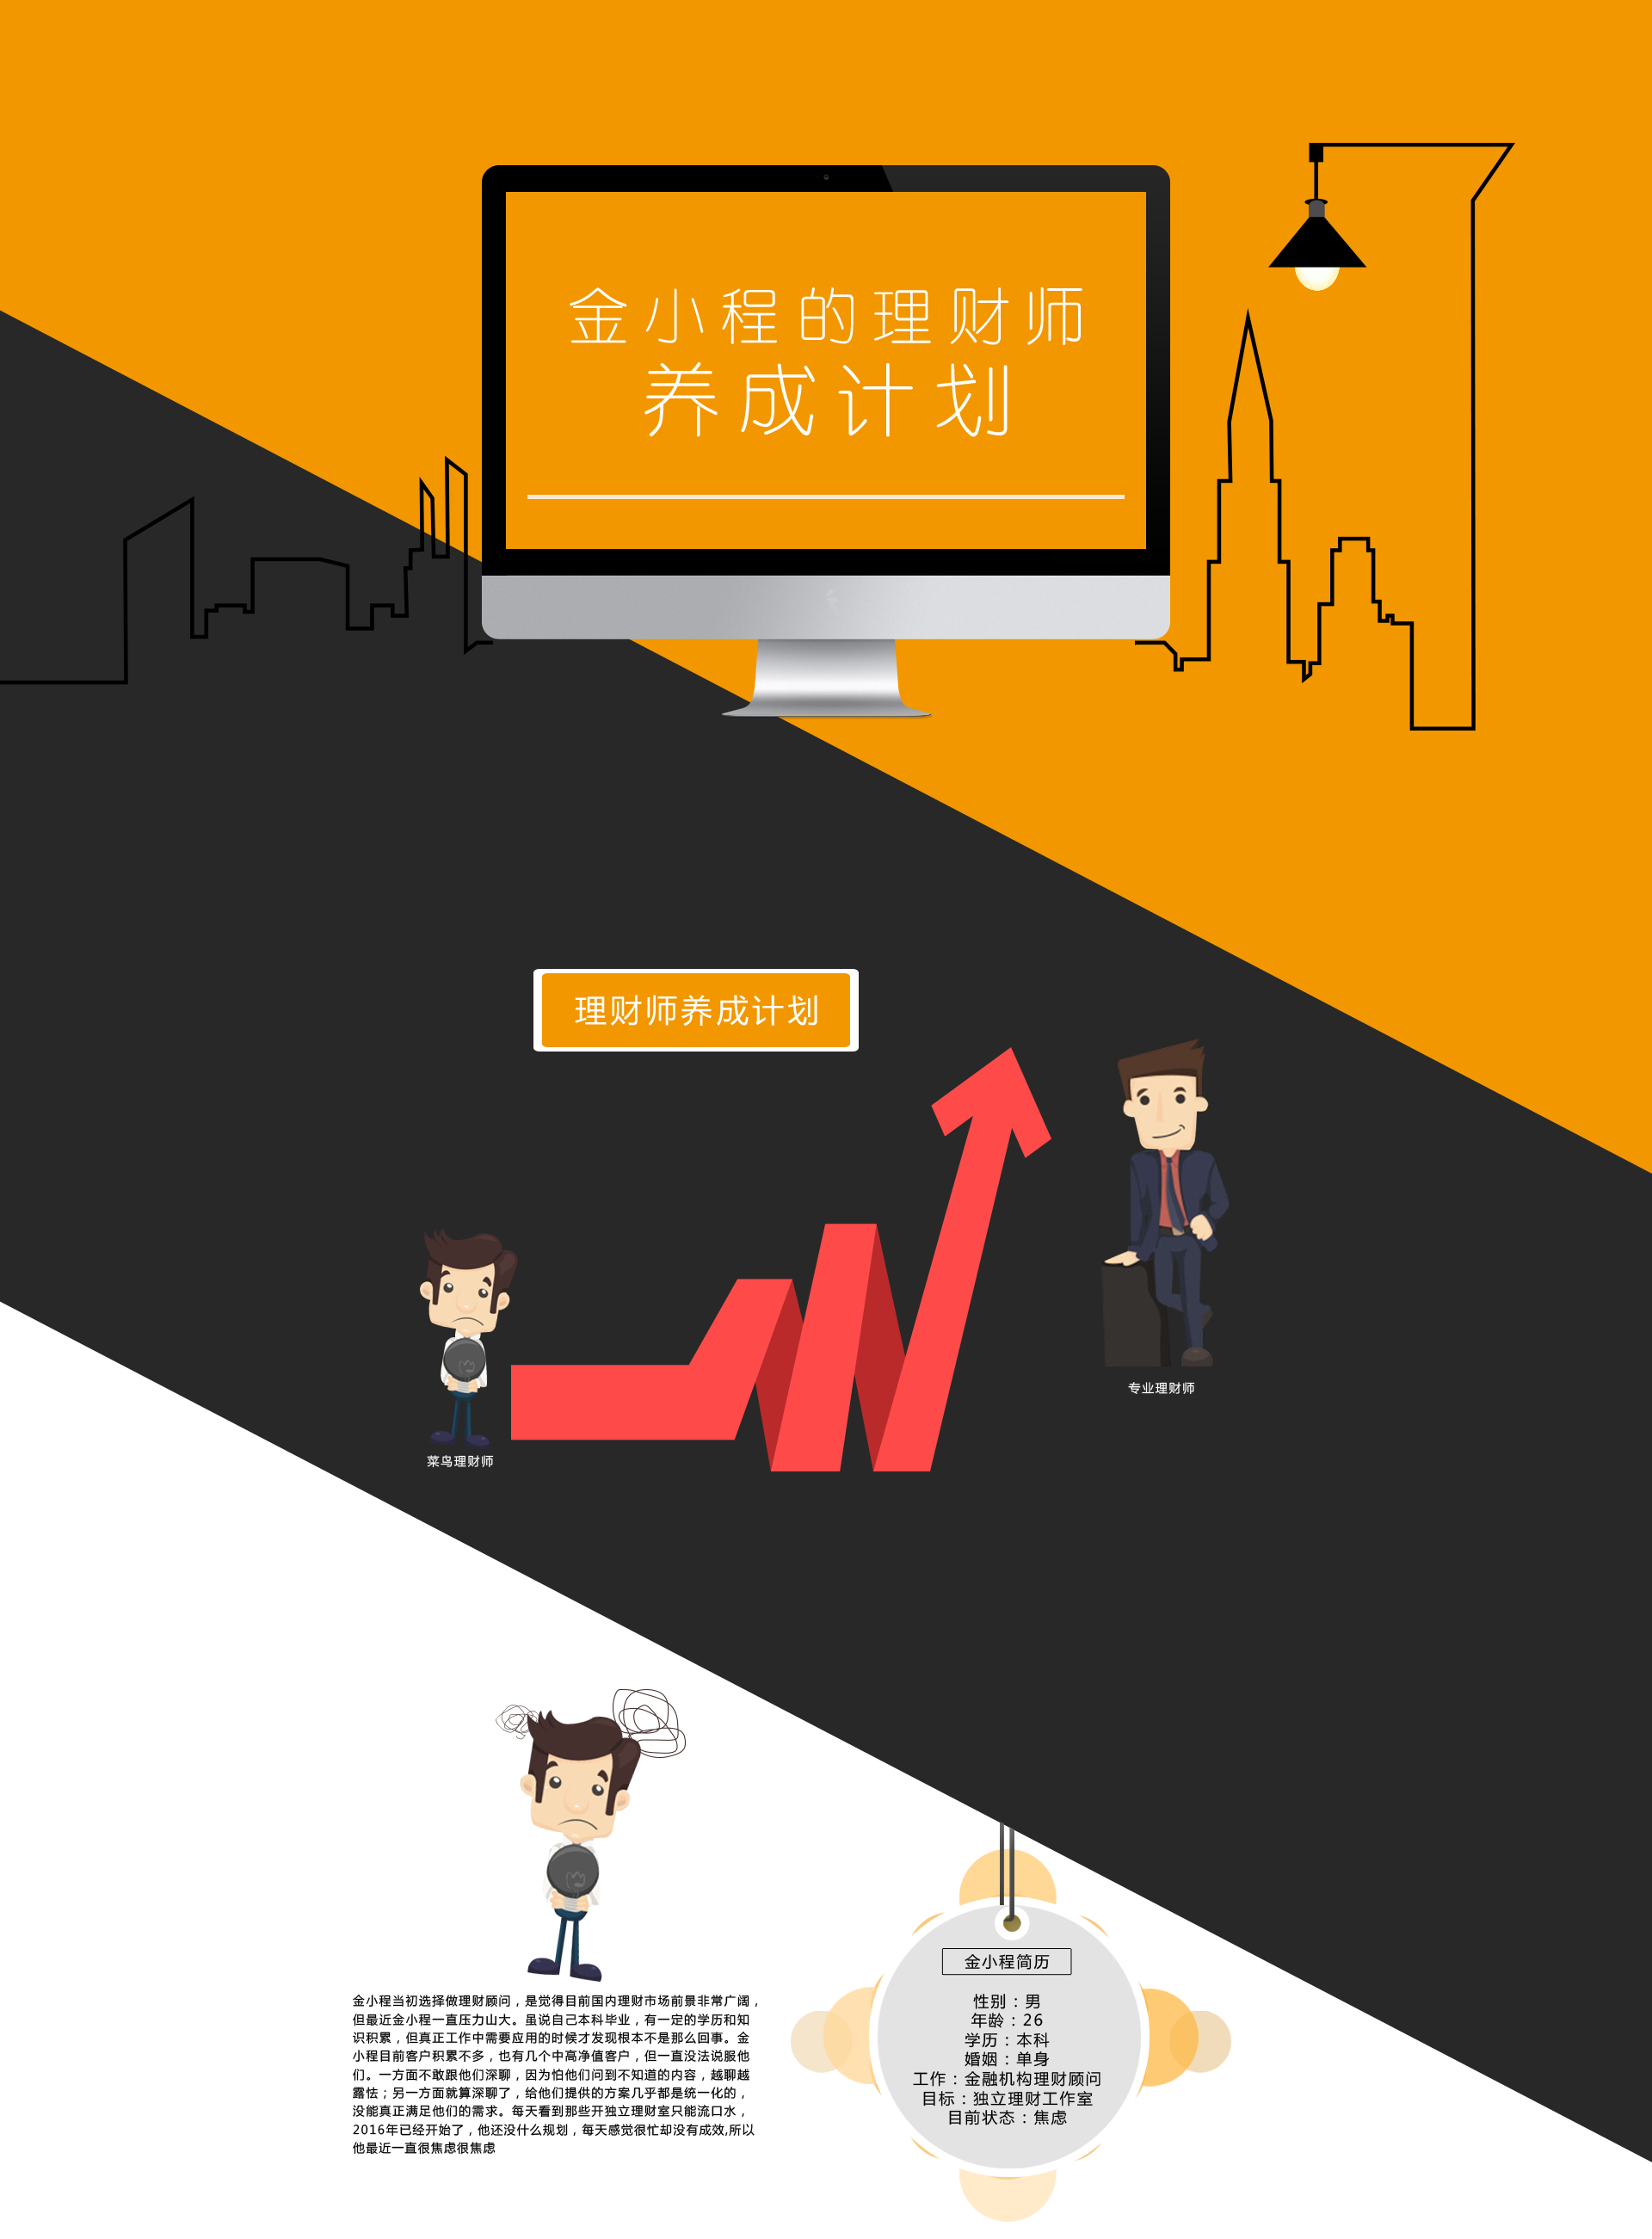 金小程的理财师
养成计划
理财师养成计划
专业理财师
菜鸟理财师
金小程当初选择做理财顾问，是觉得目前国内理财市场前景非常广阔，
但最近金小程一直压力山大。虽说自己本科毕业，有一定的学历和知
识积累，但真正工作中需要应用的时候才发现根本不是那么回事。金
小程目前客户积累不多，也有几个中高净值客户，但一直没法说服他
们。一方面不敢跟他们深聊，因为怕他们问到不知道的内容，越聊越
露怯；另一方面就算深聊了，给他们提供的方案几乎都是统一化的，
没能真正满足他们的需求。每天看到那些开独立理财室只能流口水，
2016年已经开始了，他还没什么规划，每天感觉很忙却没有成效,所以
他最近一直很焦虑很焦虑
金小程简历
性别：男
年龄：26
学历：本科
婚姻：单身
工作：金融机构理财顾问
目标：独立理财工作室
目前状态：焦虑